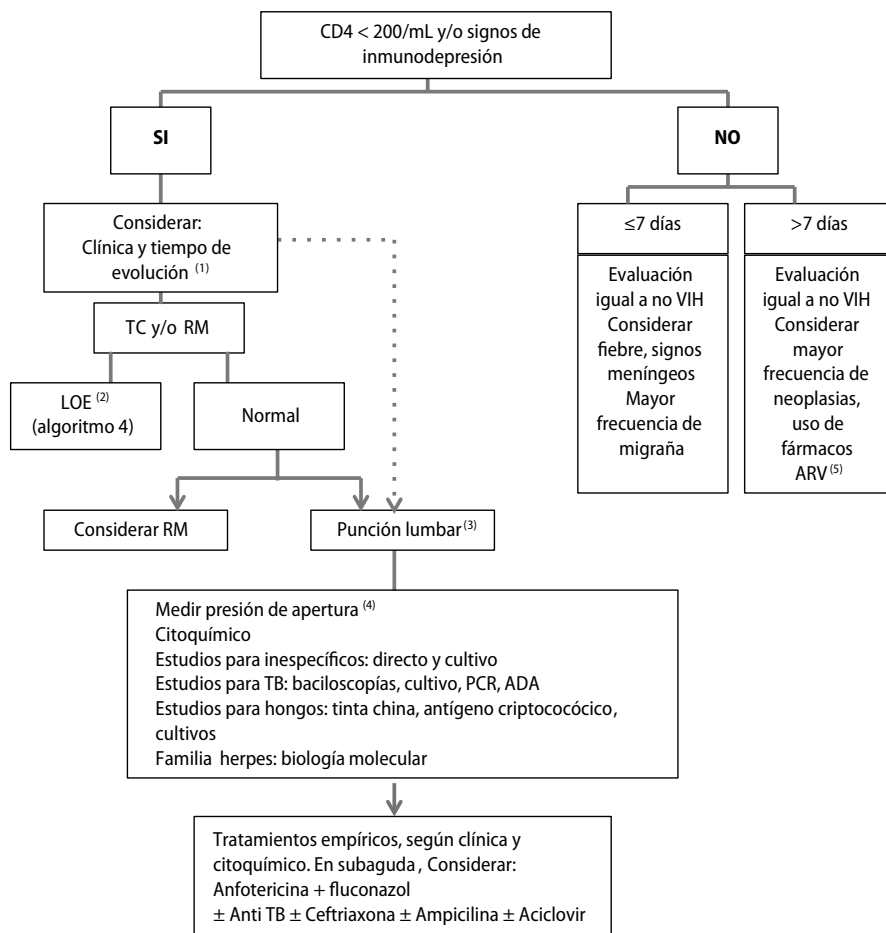 CD4 < 200/mL y/o signos de
inmunodepresión
SI
NO
Considerar:
Clínica y tiempo de
evolución (1)
≤7 días
>7 días
Evaluación
igual a no VIH
Considerar
fiebre, signos
meníngeos
Mayor
frecuencia de
migraña
Evaluación
igual a no VIH
Considerar
mayor
frecuencia de
neoplasias,
uso de
fármacos
ARV(5)
TC y/o RM
LOE (2)
(algoritmo 4)
Normal
Considerar RM
Punción lumbar(3)
Medir presión de apertura (4)
Citoquímico
Estudios para inespecíficos: directo y cultivo
Estudios para TB: baciloscopías, cultivo, PCR, ADA
Estudios para hongos: tinta china, antígeno criptococócico,
cultivos
Familia herpes: biología molecular
Tratamientos empíricos, según clínica y
citoquímico. En subaguda, Considerar:
Anfotericina + fluconazol
± Anti TB ± Ceftriaxona ± Ampicilina ± Aciclovir